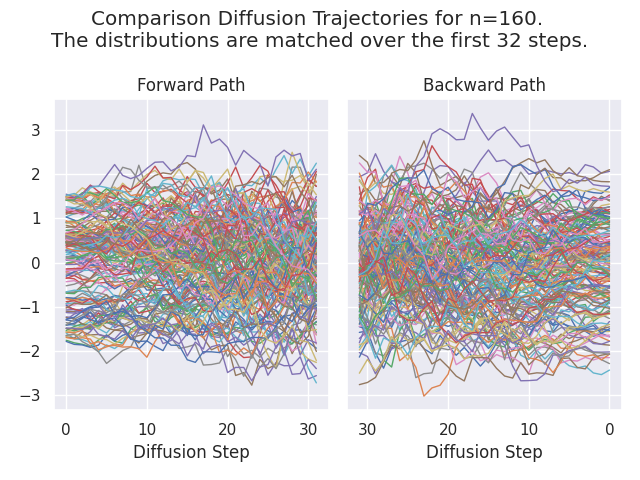 Comparison Diffusion Trajectories for n=160.
The distributions are matched over the first 32 steps.
Forward Path
Backward Path
3
2
1
0
−1
−2
−3
0 10 20 30
30 20 10 0
Diffusion Step
Diffusion Step